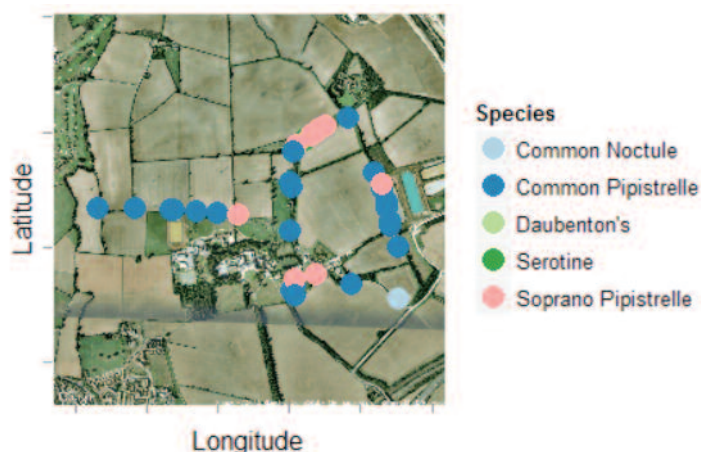 Latitude
Longitude
Species
Common Noctule
Common Pipistrelle
Daubenton's
Serotine
Soprano Pipistrelle